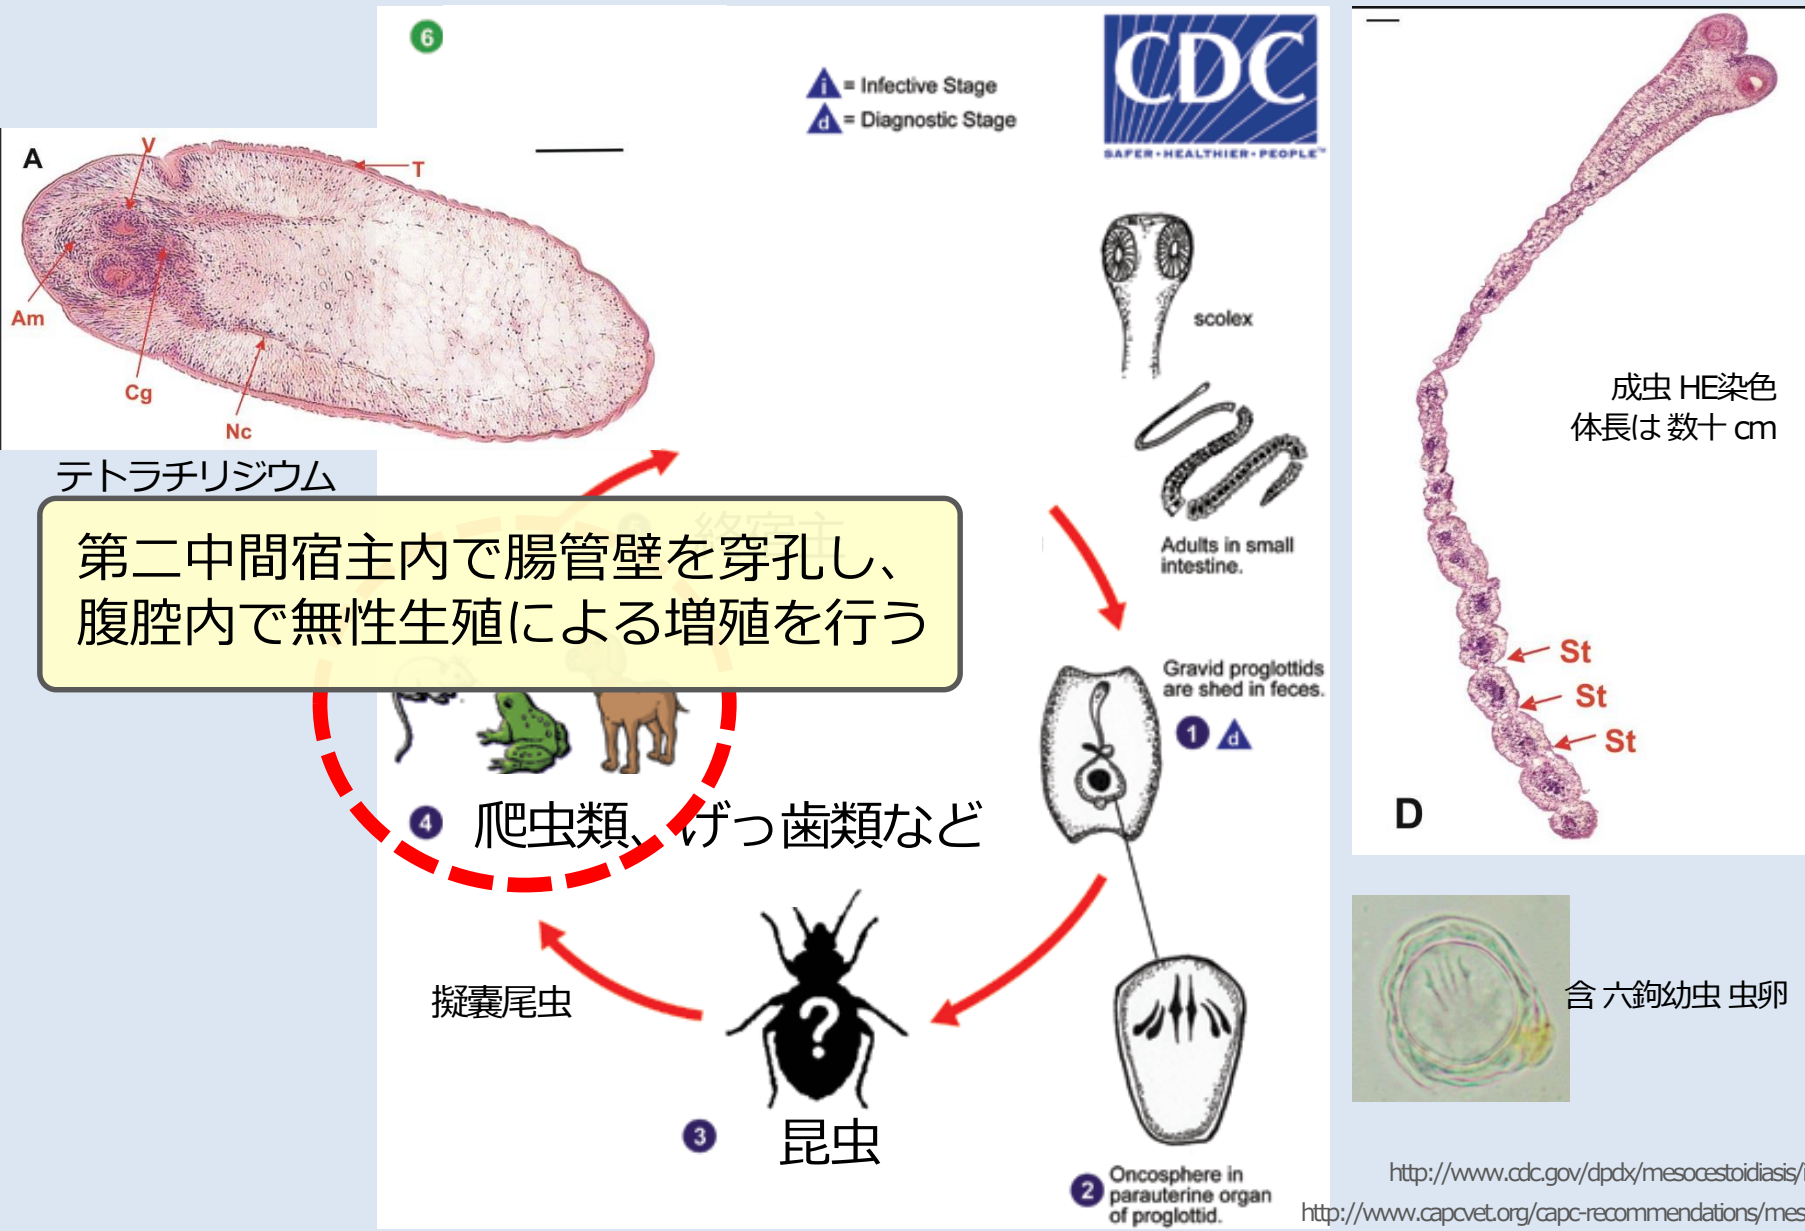 6
i = Infective Stage
d = Diagnostic Stage
CDC
SAFER•HEALTHIER•PEOPLE™
A
V
T
Am
Cg
Nc
テトラチリジウム
終宿主
第二中間宿主内で腸管壁を穿孔し、
腹腔内で無性生殖による増殖を行う
scolex
Adults in small
intestine.
Gravid proglottids
are shed in feces.
1 d
4 爬虫類、げっ歯類など
擬嚢尾虫
?
3 昆虫
2 Oncosphere in
parauterine organ
of proglottid.
成虫 HE染色
体長は 数十 cm
St
St
St
D
含 六鉤幼虫 虫卵
http://www.cdc.gov/dpdx/mesocestoidiasis/i
http://www.capcvet.org/capc-recommendations/mes